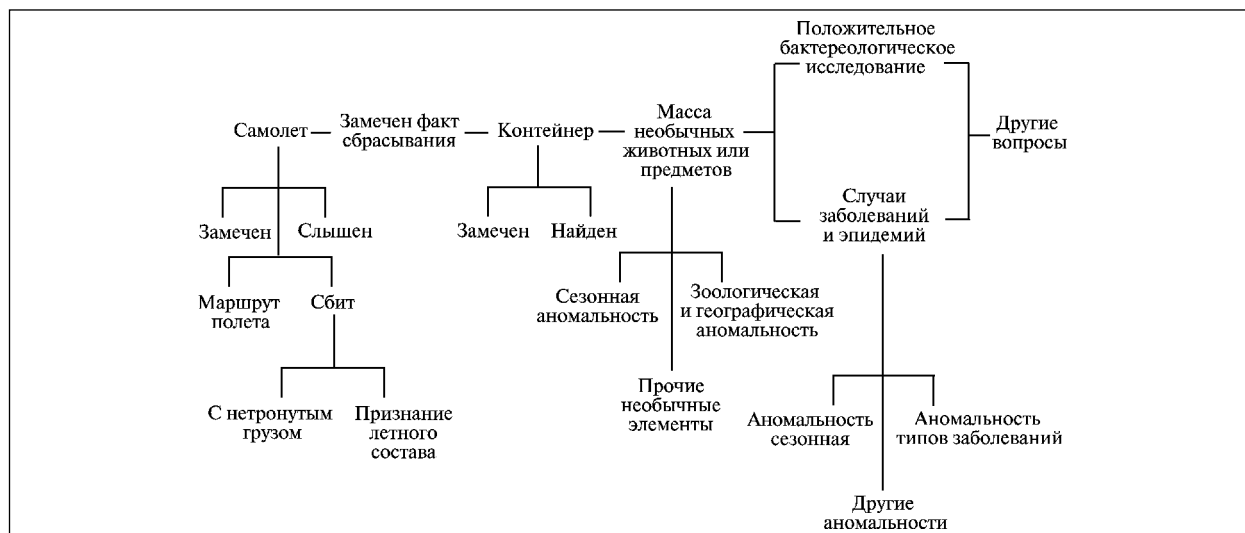 Положительное
бактереологическое
исследование
Самолет
Замечен факт
сбрасывания
Контейнер
Масса
необычных
животных или
предметов
Другие
вопросы
Случаи
заболеваний
и эпидемий
Замечен
Слышен
Замечен
Найден
Маршрут
полета
Сбит
Сезонная
аномальность
Зоологическая
и географическая
аномальность
С нетронутым
грузом
Признание
летного
состава
Прочие
необычные
элементы
Аномальность
сезонная
Аномальность
типов заболеваний
Другие
аномальности